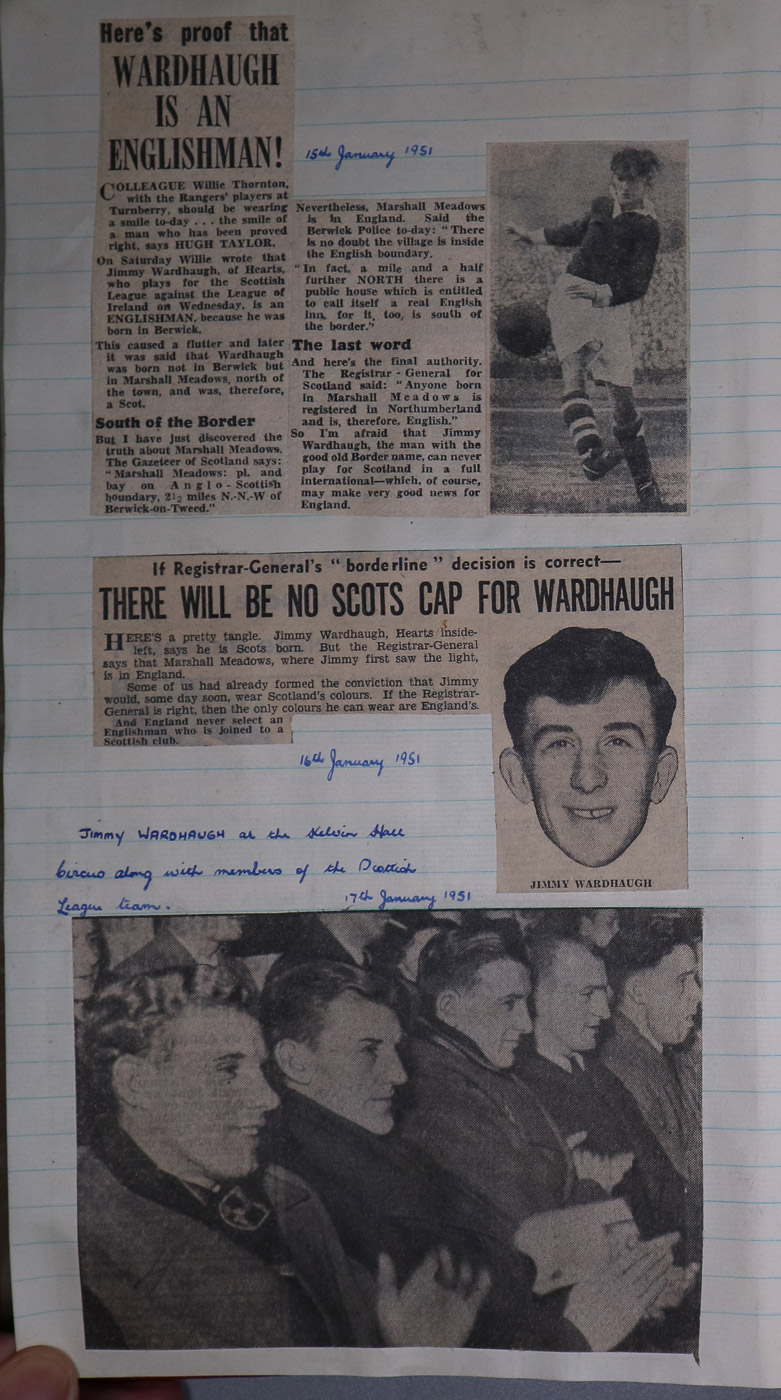 Here's proof that
WARDHAUGH
IS AN
ENGLISHMAN!
15th January 1951
COLLEAGUE Willie Thornton,
with the Rangers' players at
Turnberry, should be wearing
a smile to-day . . . the smile of
a man who has been proved
right, says HUGH TAYLOR.
On Saturday Willie wrote that
Jimmy Wardhaugh, of Hearts,
who plays for the Scottish
League against the League of
Ireland on Wednesday, is an
ENGLISHMAN, because he was
born in Berwick.
This caused a flutter and later
it was said that Wardhaugh
was born not in Berwick but
in Marshall Meadows, north of
the town, and was, therefore,
a Scot.
South of the Border
But I have just discovered the
truth about Marshall Meadows.
The Gazeteer of Scotland says:
"Marshall Meadows: pl. and
bay on Anglo-Scottish
boundary, 2½ miles N.-N.-W of
Berwick-on-Tweed."
Nevertheless, Marshall Meadows
is in England. Said the
Berwick Police to-day: "There
is no doubt the village is inside
the English boundary.
"In fact, a mile and a half
further NORTH there is a
public house which is entitled
to call itself a real English
inn, for it, too, is south of
the border."
The last word
And here's the final authority.
The Registrar-General for
Scotland said: "Anyone born
in Marshall Meadows is
registered in Northumberland
and is, therefore, English."
So I'm afraid that Jimmy
Wardhaugh, the man with the
good old Border name, can never
play for Scotland in a full
international—which, of course,
may make very good news for
England.
If Registrar-General's "borderline" decision is correct—
THERE WILL BE NO SCOTS CAP FOR WARDHAUGH
HERE'S a pretty tangle. Jimmy Wardhaugh, Hearts inside-
left, says he is Scots born. But the Registrar-General
says that Marshall Meadows, where Jimmy first saw the light,
is in England.
Some of us had already formed the conviction that Jimmy
would, some day soon, wear Scotland's colours. If the Registrar-
General is right, then the only colours he can wear are England's.
And England never select an
Englishman who is joined to a
Scottish club.
16th January 1951
JIMMY WARDHAUGH
Jimmy WARDHAUGH at the Kelvin Hall
Circus along with members of the Scottish
League team.
17th January 1951